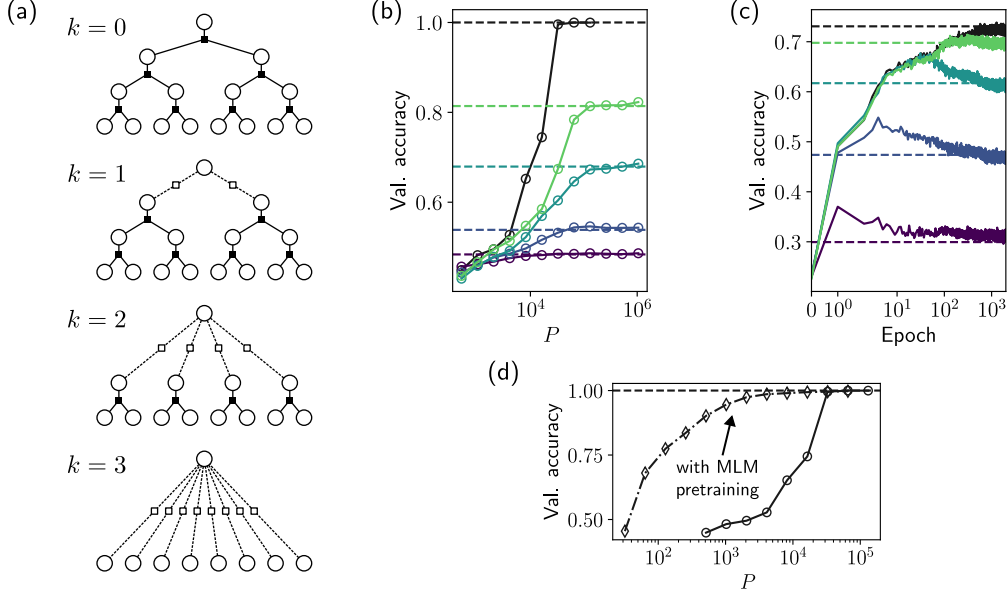 (a)
k = 0
k = 1
k = 2
k = 3
(b)
Val. accuracy
1.0
0.8
0.6
10^4
10^6
P
(c)
Val. accuracy
0.7
0.6
0.5
0.4
0.3
0
10^0
10^1
10^2
10^3
Epoch
(d)
Val. accuracy
1.00
0.75
0.50
with MLM
pretraining
10^2
10^3
10^4
10^5
P